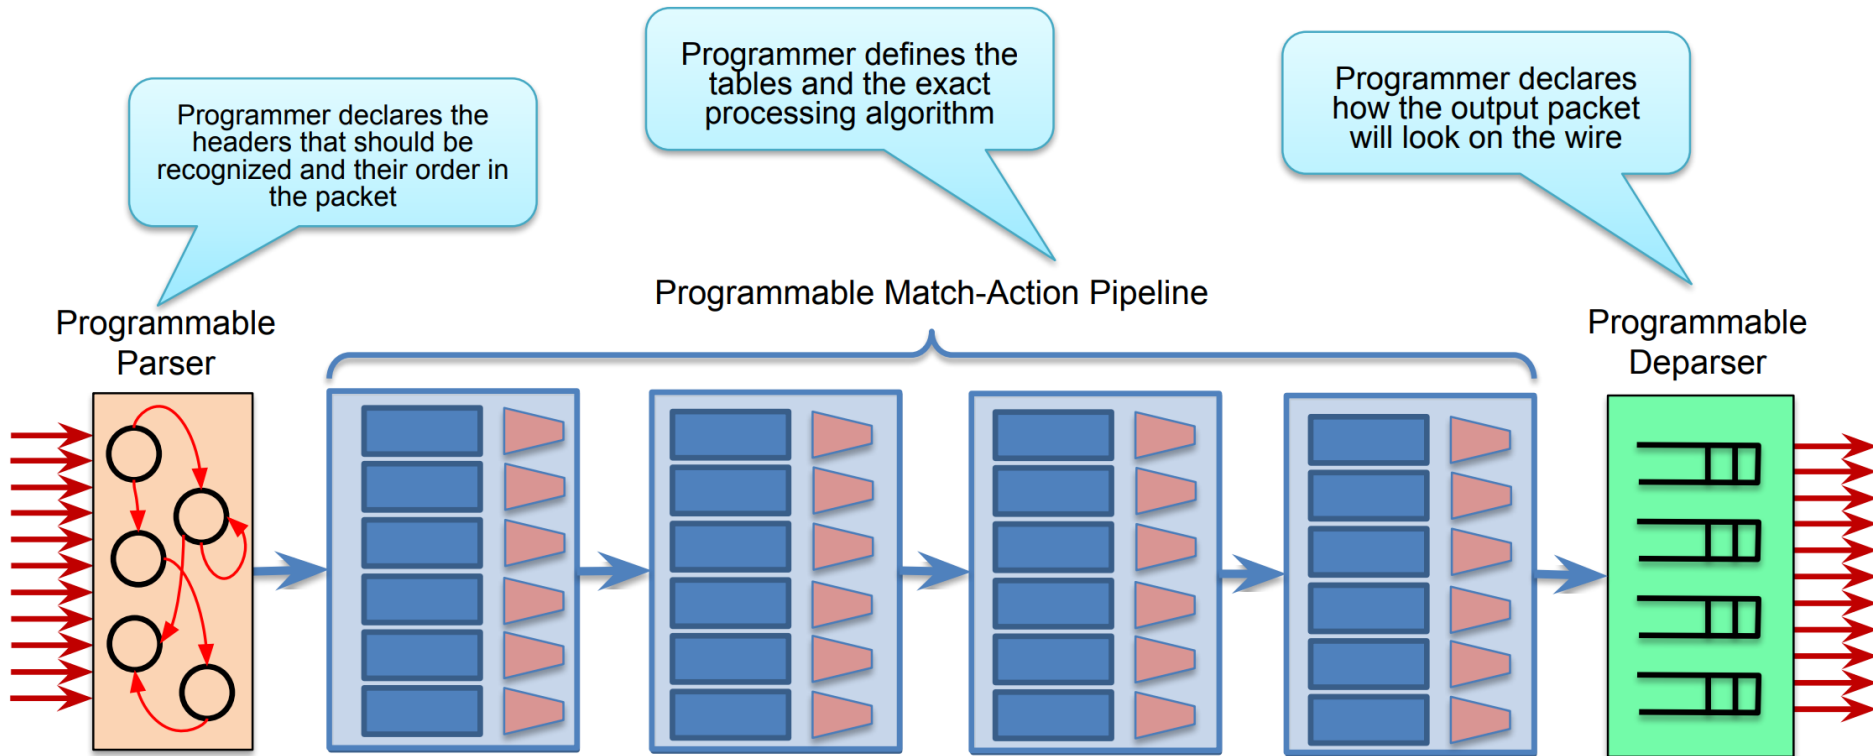 Programmer declares the
headers that should be
recognized and their order in
the packet
Programmer defines the
tables and the exact
processing algorithm
Programmer declares
how the output packet
will look on the wire
Programmable
Parser
Programmable Match-Action Pipeline
Programmable
Deparser